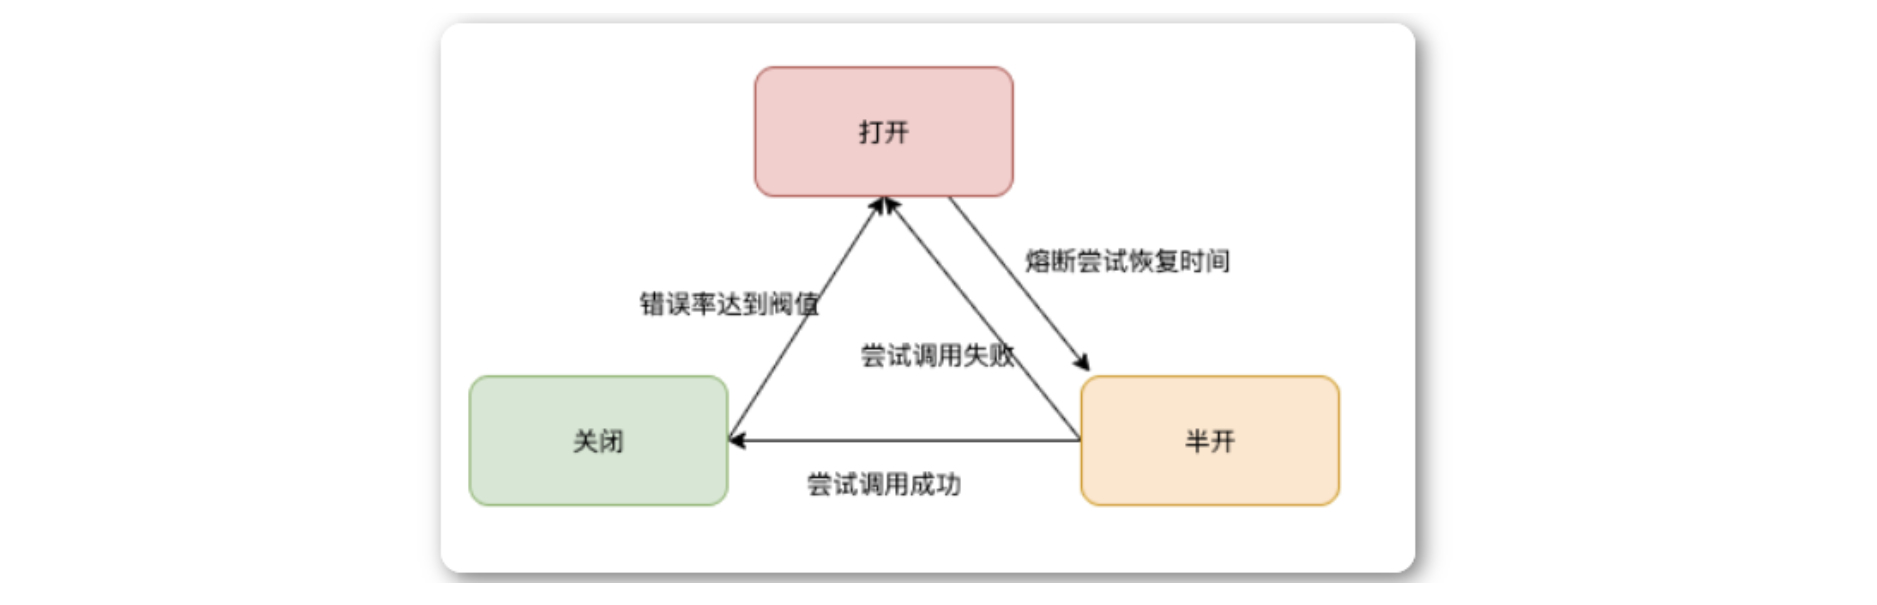 打开
熔断尝试恢复时间
错误率达到阀值
尝试调用失败
关闭
半开
尝试调用成功